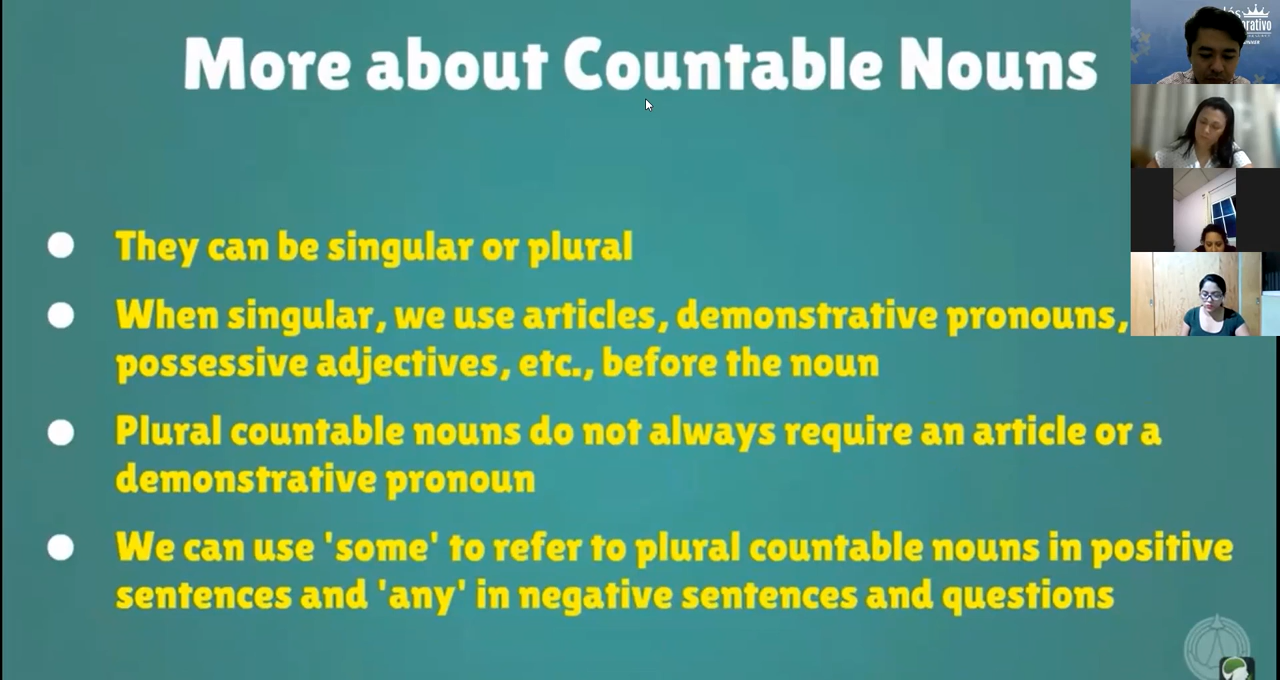 More about Countable Nouns
They can be singular or plural
When singular, we use articles, demonstrative pronouns,
possessive adjectives, etc., before the noun
Plural countable nouns do not always require an article or a
demonstrative pronoun
We can use 'some' to refer to plural countable nouns in positive
sentences and 'any' in negative sentences and questions